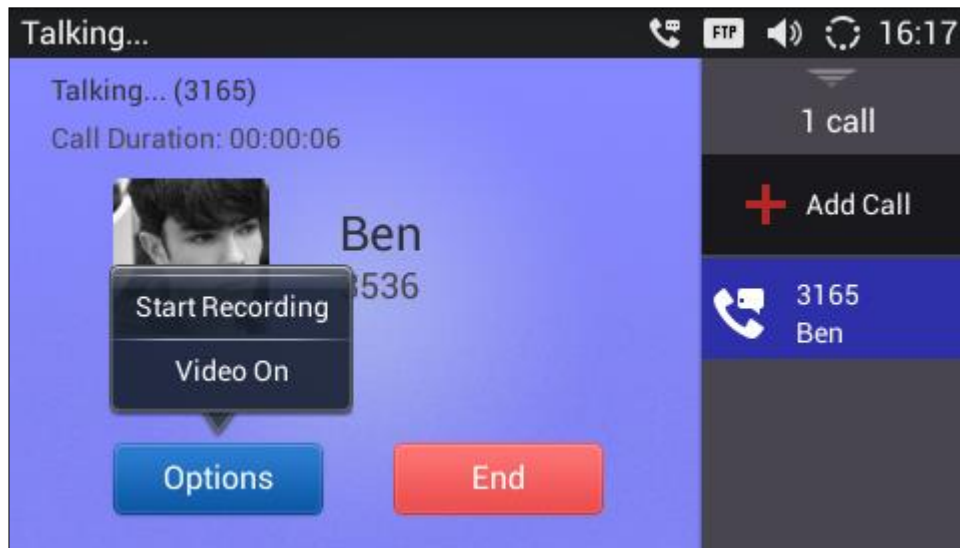 Talking...
FTP
16:17
Talking... (3165)
Call Duration: 00:00:06
Ben
3536
Start Recording
Video On
Options
End
1 call
Add Call
3165
Ben